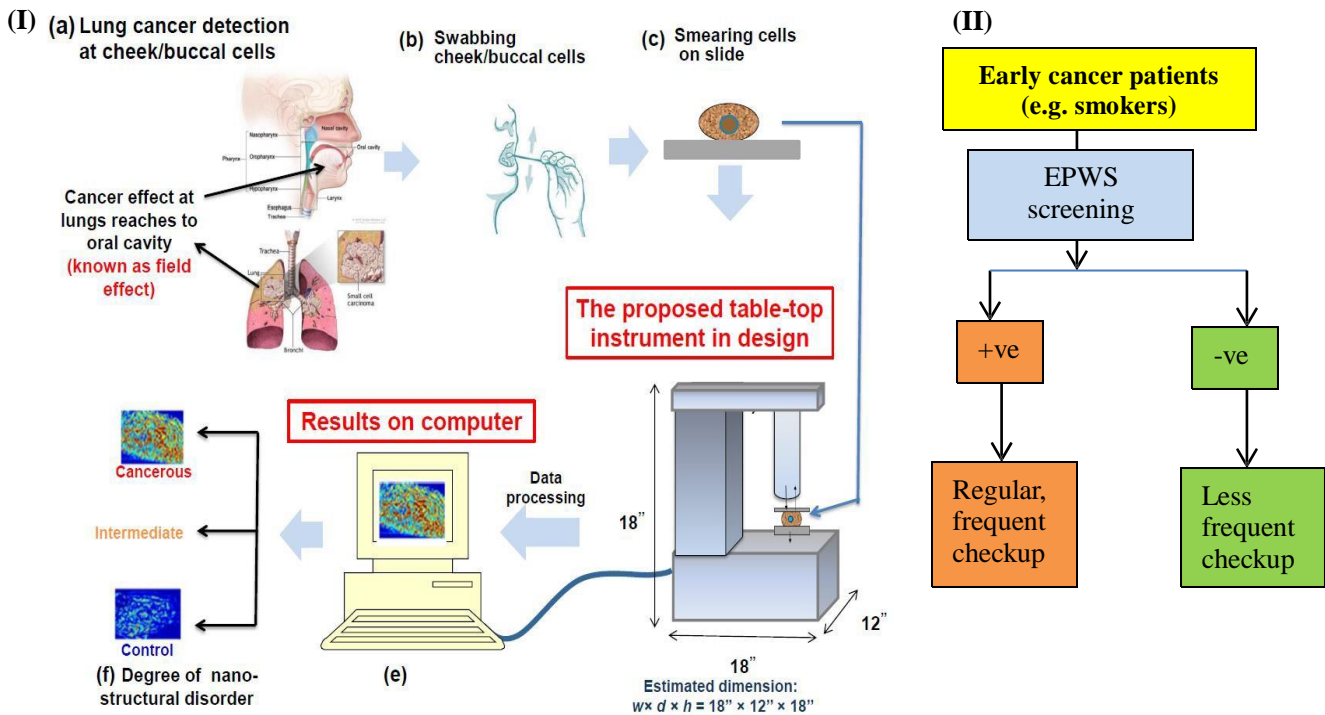 (I)
(a) Lung cancer detection
at cheek/buccal cells
(b) Swabbing
cheek/buccal cells
(c) Smearing cells
on slide
Nasal cavity
Nasopharynx
Oral cavity
Pharynx
Oropharynx
Hypopharynx
Larynx
Esophagus
Trachea
Cancer effect at
lungs reaches to
oral cavity
(known as field
effect)
Trachea
Lung
Small cell
carcinoma
Bronchi
The proposed table-top
instrument in design
18”
12”
18”
Estimated dimension:
w× d × h = 18” × 12” × 18”
Data
processing
Results on computer
(e)
Cancerous
Intermediate
Control
(f) Degree of nano-
structural disorder
(II)
Early cancer patients
(e.g. smokers)
EPWS
screening
+ve
-ve
Regular,
frequent
checkup
Less
frequent
checkup